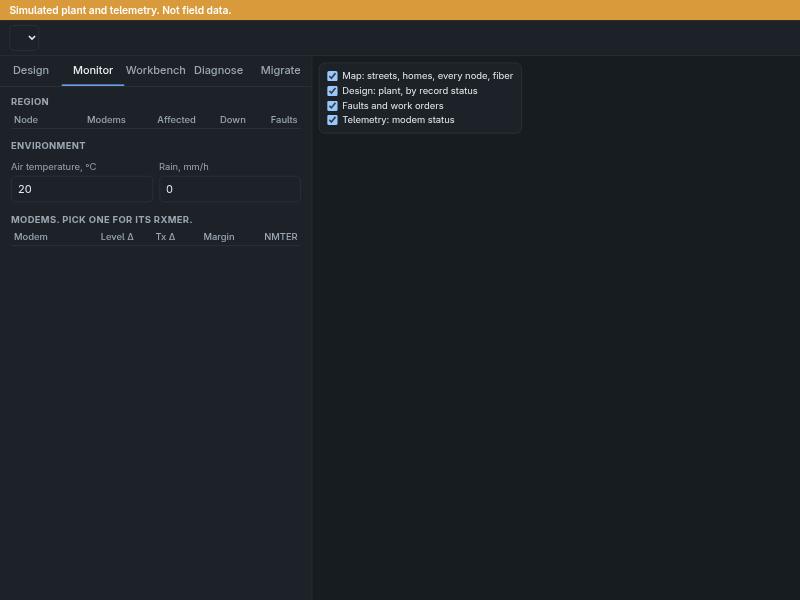 Simulated plant and telemetry. Not field data.
Design Monitor Workbench Diagnose Migrate
REGION
Node Modems Affected Down Faults
ENVIRONMENT
Air temperature, °C Rain, mm/h
20 0
MODEMS. PICK ONE FOR ITS RXMER.
Modem Level Δ Tx Δ Margin NMTER
Map: streets, homes, every node, fiber
Design: plant, by record status
Faults and work orders
Telemetry: modem status